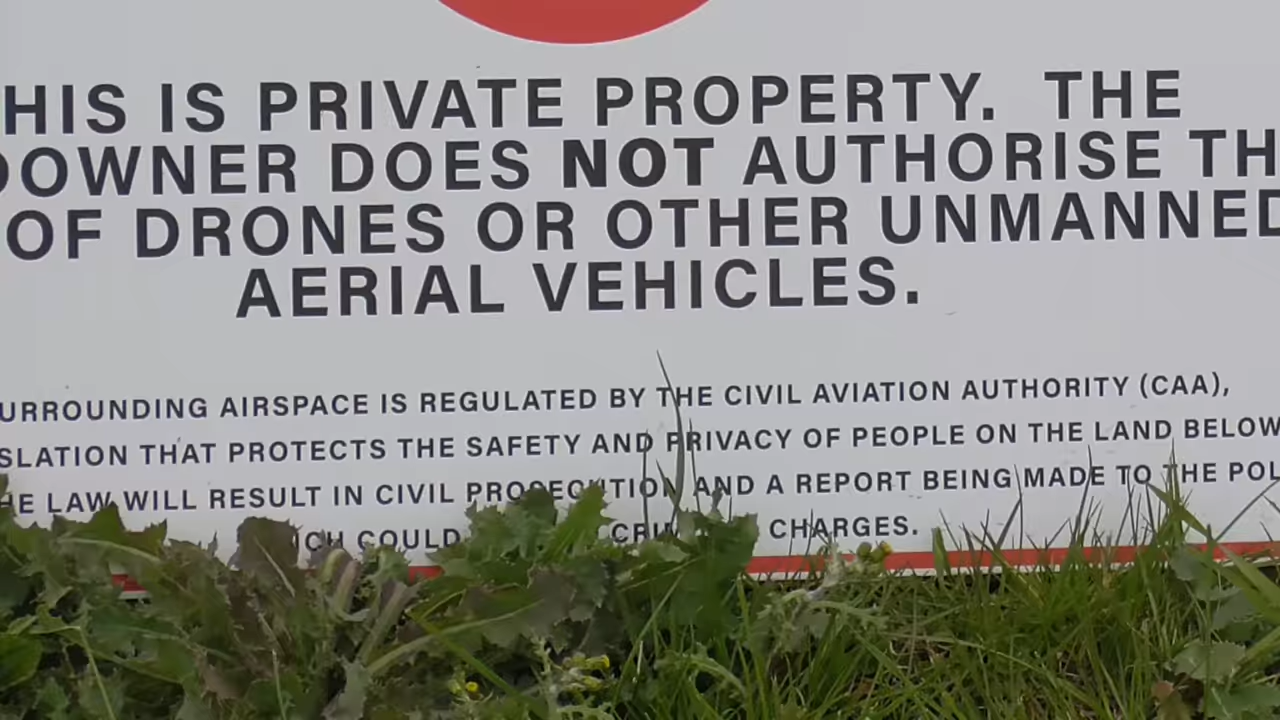 HIS IS PRIVATE PROPERTY. THE
DOWNER DOES NOT AUTHORISE TH
OF DRONES OR OTHER UNMANNED
AERIAL VEHICLES.
URROUNDING AIRSPACE IS REGULATED BY THE CIVIL AVIATION AUTHORITY (CAA),
SLATION THAT PROTECTS THE SAFETY AND PRIVACY OF PEOPLE ON THE LAND BELOW
HE LAW WILL RESULT IN CIVIL PROSECUTION AND A REPORT BEING MADE TO THE POL
COULD CHARGES.